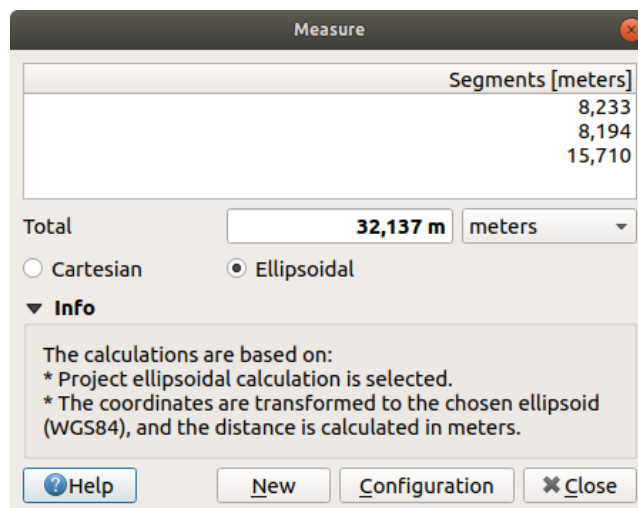 Measure
Segments [meters]
8,233
8,194
15,710
Total 32,137 m meters
Cartesian Ellipsoidal
Info
The calculations are based on:
* Project ellipsoidal calculation is selected.
* The coordinates are transformed to the chosen ellipsoid
(WGS84), and the distance is calculated in meters.
Help New Configuration Close